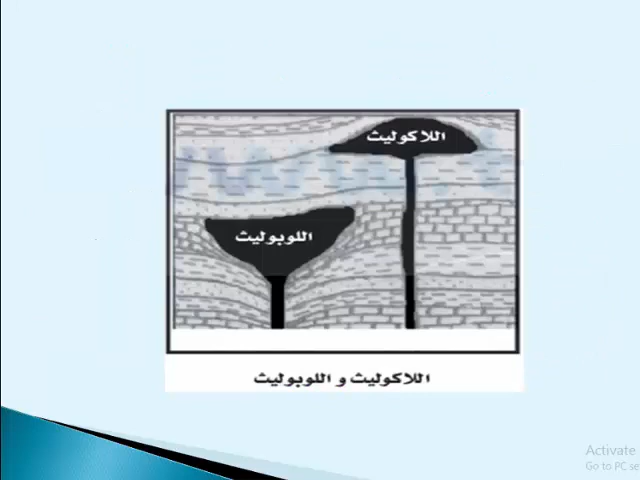 اللاكوليث
اللوبوليث
اللاكوليث و اللوبوليث
Activate
Go to PC se